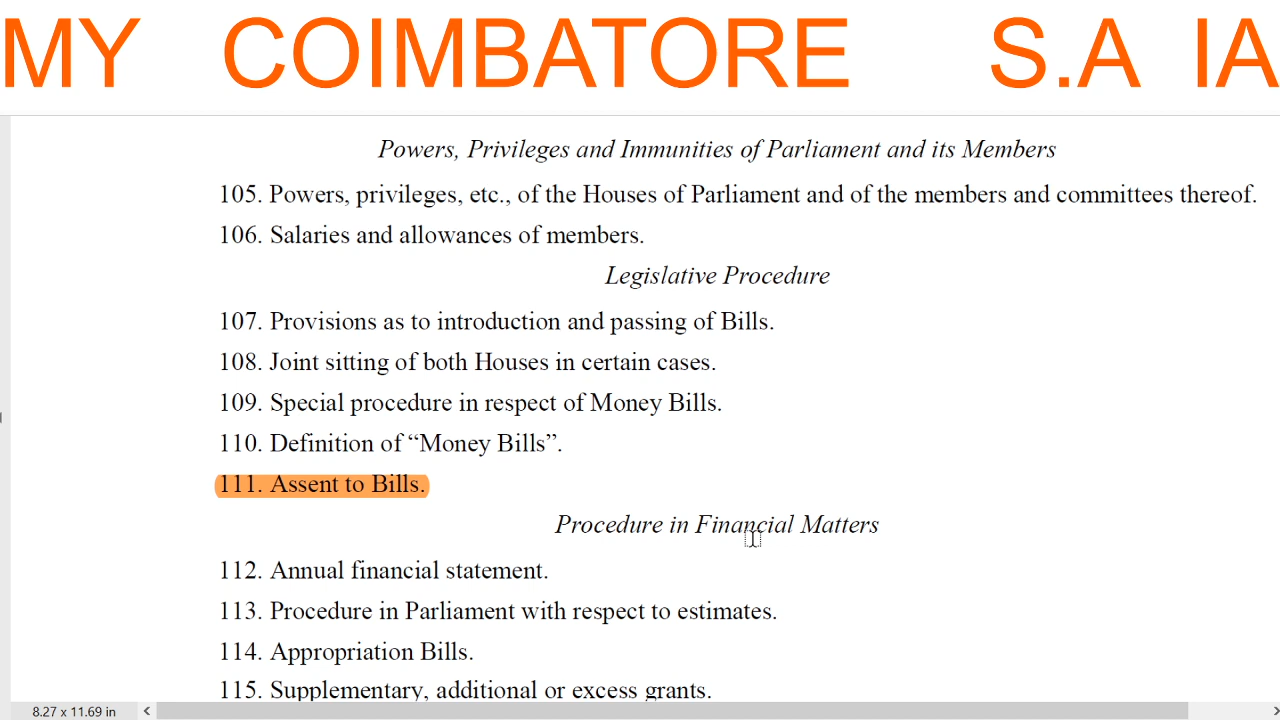 MY COIMBATORE S.A IA
Powers, Privileges and Immunities of Parliament and its Members
105. Powers, privileges, etc., of the Houses of Parliament and of the members and committees thereof.
106. Salaries and allowances of members.
Legislative Procedure
107. Provisions as to introduction and passing of Bills.
108. Joint sitting of both Houses in certain cases.
109. Special procedure in respect of Money Bills.
110. Definition of “Money Bills”.
111. Assent to Bills.
Procedure in Financial Matters
112. Annual financial statement.
113. Procedure in Parliament with respect to estimates.
114. Appropriation Bills.
115. Supplementary, additional or excess grants.
8.27 x 11.69 in